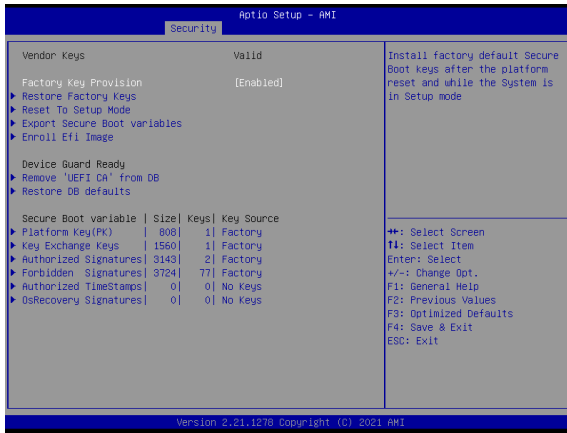 Aptio Setup - AMI
Security
Vendor Keys Valid
Factory Key Provision [Enabled]
Restore Factory Keys
Reset To Setup Mode
Export Secure Boot variables
Enroll Efi Image
Device Guard Ready
Remove 'UEFI CA' from DB
Restore DB defaults
Secure Boot variable | Size| Keys| Key Source
Platform Key(PK) | 808| 1| Factory
Key Exchange Keys | 1560| 1| Factory
Authorized Signatures| 3143| 2| Factory
Forbidden Signatures| 3724| 77| Factory
Authorized TimeStamps| 0| 0| No Keys
OsRecovery Signatures| 0| 0| No Keys
Install factory default Secure
Boot keys after the platform
reset and while the System is
in Setup mode
→←: Select Screen
↑↓: Select Item
Enter: Select
+/-: Change Opt.
F1: General Help
F2: Previous Values
F3: Optimized Defaults
F4: Save & Exit
ESC: Exit
Version 2.21.1278 Copyright (C) 2021 AMI